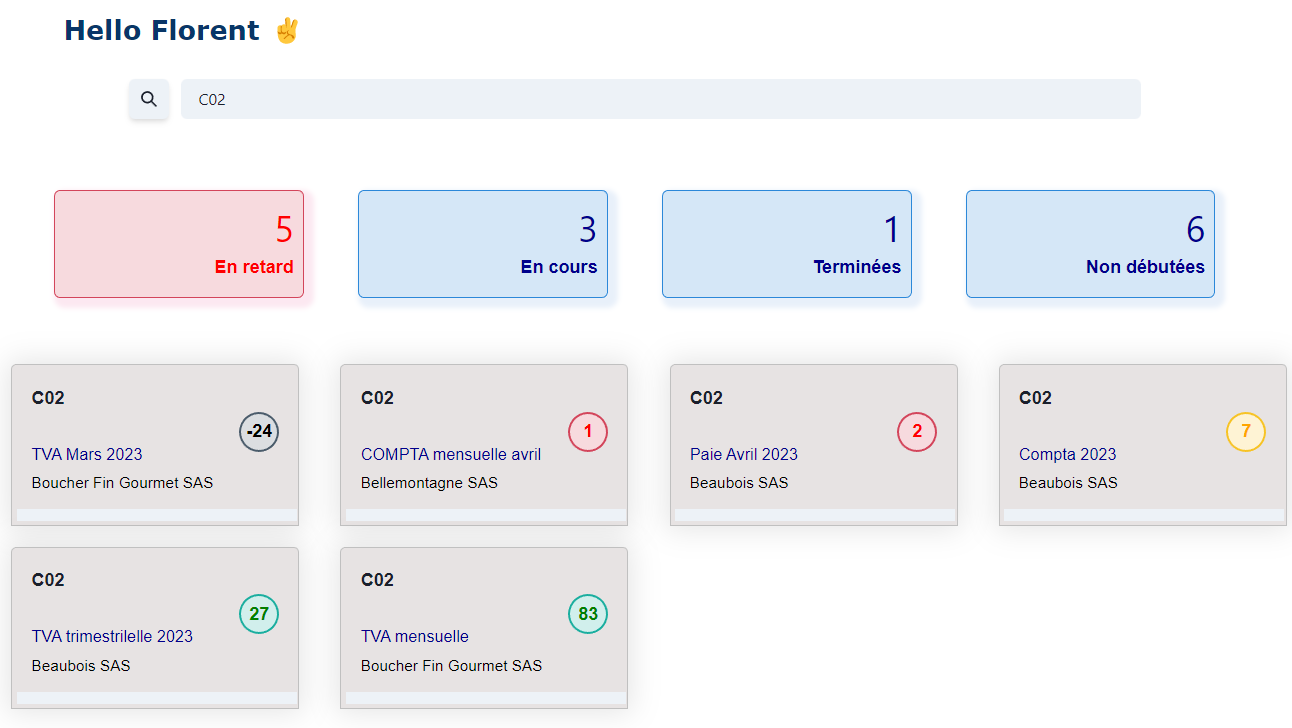 Hello Florent ✌️
C02
5
En retard
3
En cours
1
Terminées
6
Non débutées
C02
-24
TVA Mars 2023
Boucher Fin Gourmet SAS
C02
1
COMPTA mensuelle avril
Bellemontagne SAS
C02
2
Paie Avril 2023
Beaubois SAS
C02
7
Compta 2023
Beaubois SAS
C02
27
TVA trimestrilelle 2023
Beaubois SAS
C02
83
TVA mensuelle
Boucher Fin Gourmet SAS